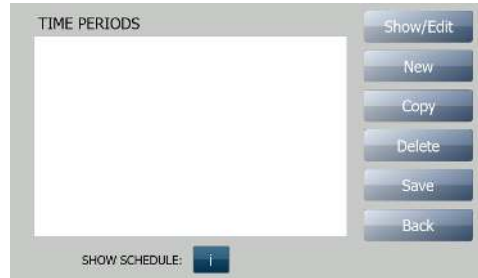 TIME PERIODS
Show/Edit
New
Copy
Delete
Save
Back
SHOW SCHEDULE: i